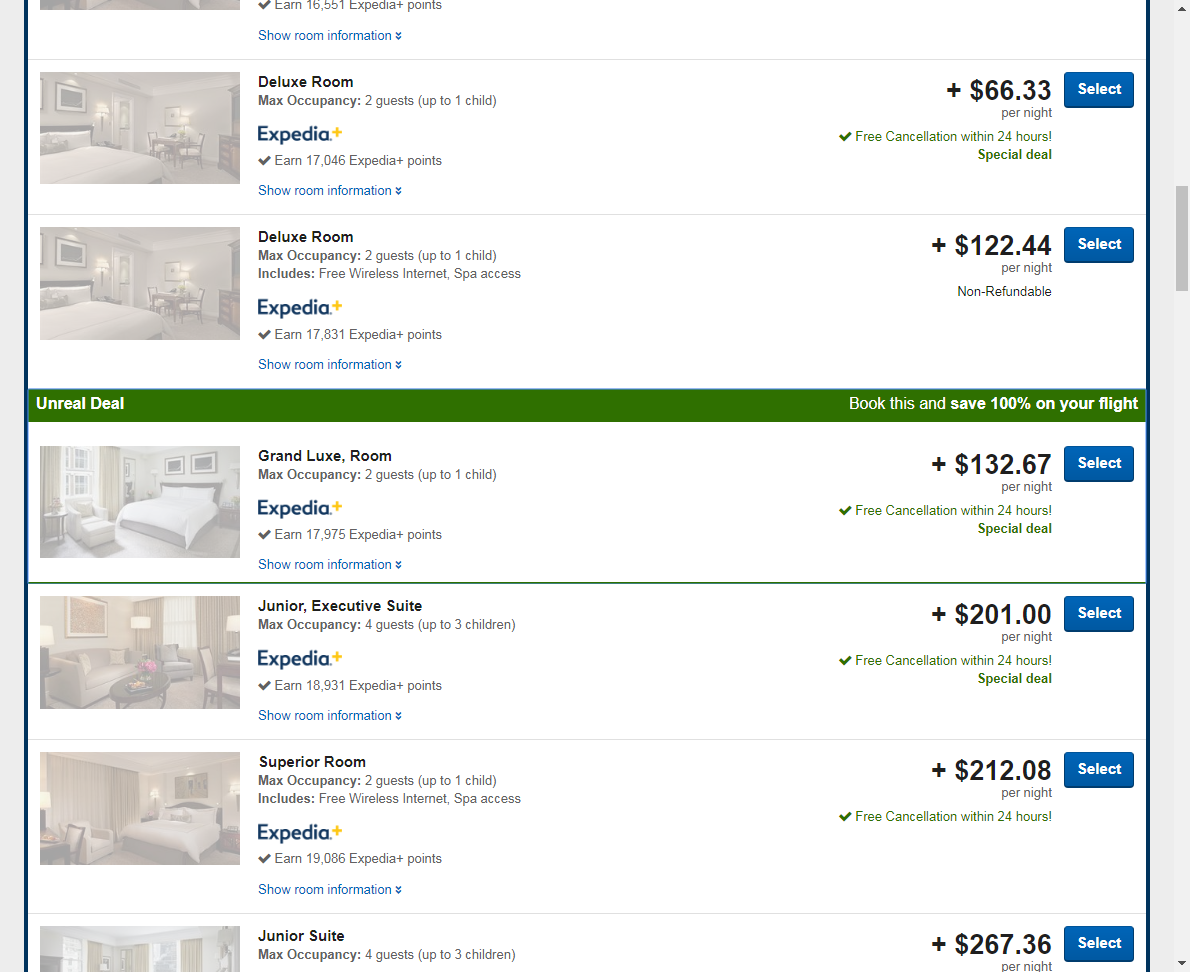 Earn 16,551 Expedia+ points
Show room information
Deluxe Room
Max Occupancy: 2 guests (up to 1 child)
Expedia+
Earn 17,046 Expedia+ points
Show room information
+ $66.33
per night
Free Cancellation within 24 hours!
Special deal
Select
Deluxe Room
Max Occupancy: 2 guests (up to 1 child)
Includes: Free Wireless Internet, Spa access
Expedia+
Earn 17,831 Expedia+ points
Show room information
+ $122.44
per night
Non-Refundable
Select
Unreal Deal
Book this and save 100% on your flight
Grand Luxe, Room
Max Occupancy: 2 guests (up to 1 child)
Expedia+
Earn 17,975 Expedia+ points
Show room information
+ $132.67
per night
Free Cancellation within 24 hours!
Special deal
Select
Junior, Executive Suite
Max Occupancy: 4 guests (up to 3 children)
Expedia+
Earn 18,931 Expedia+ points
Show room information
+ $201.00
per night
Free Cancellation within 24 hours!
Special deal
Select
Superior Room
Max Occupancy: 2 guests (up to 1 child)
Includes: Free Wireless Internet, Spa access
Expedia+
Earn 19,086 Expedia+ points
Show room information
+ $212.08
per night
Free Cancellation within 24 hours!
Select
Junior Suite
Max Occupancy: 4 guests (up to 3 children)
+ $267.36
per night
Select